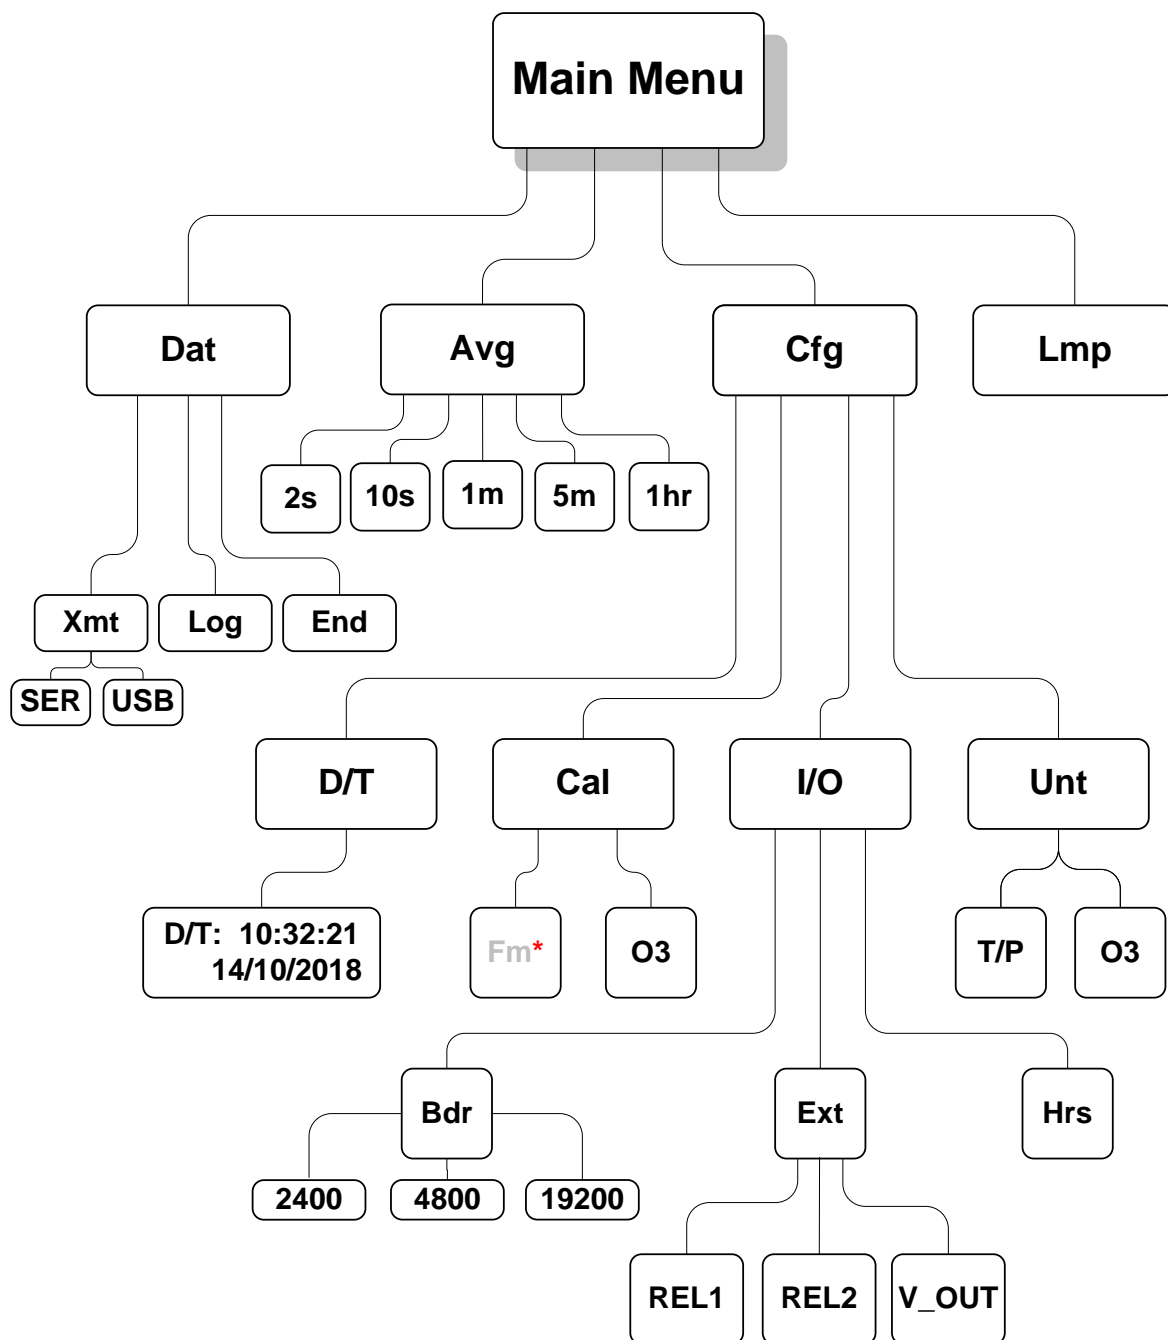 Main Menu
Dat
Avg
Cfg
Lmp
2s
10s
1m
5m
1hr
Xmt
Log
End
SER
USB
D/T
Cal
I/O
Unt
D/T: 10:32:21
14/10/2018
Fm*
O3
T/P
O3
Bdr
Ext
Hrs
2400
4800
19200
REL1
REL2
V_OUT